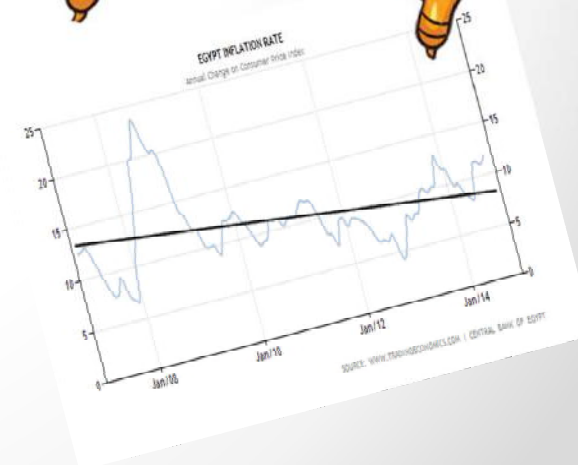 EGYPT INFLATION RATE
Annual Change on Consumer Price Index
25
20
15
10
5
0
25
20
15
10
5
0
Jan/08
Jan/10
Jan/12
Jan/14
SOURCE: WWW.TRADINGECONOMICS.COM | CENTRAL BANK OF EGYPT